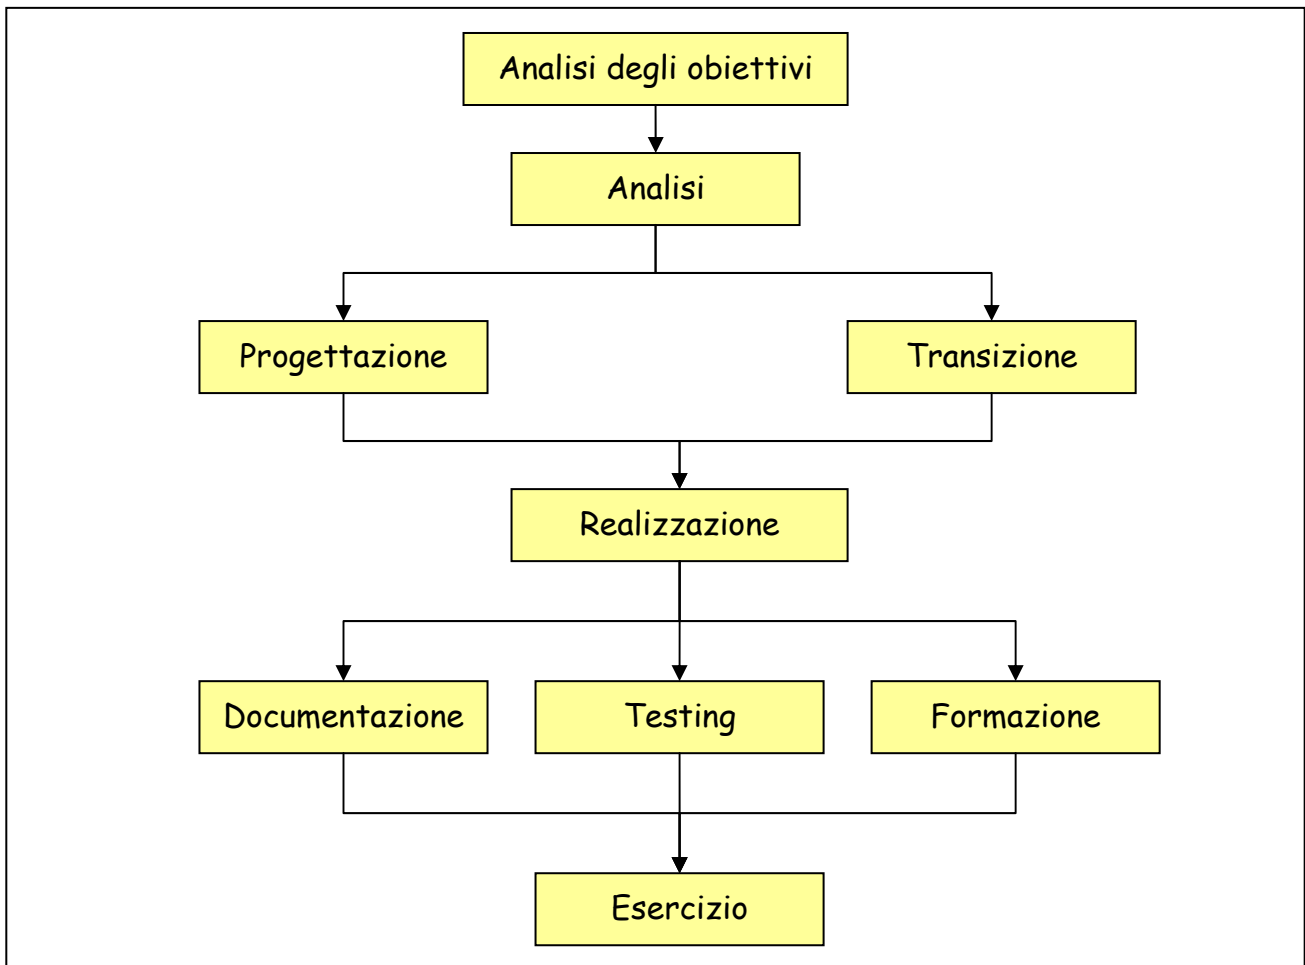 Analisi degli obiettivi
Analisi
Progettazione
Transizione
Realizzazione
Documentazione
Testing
Formazione
Esercizio